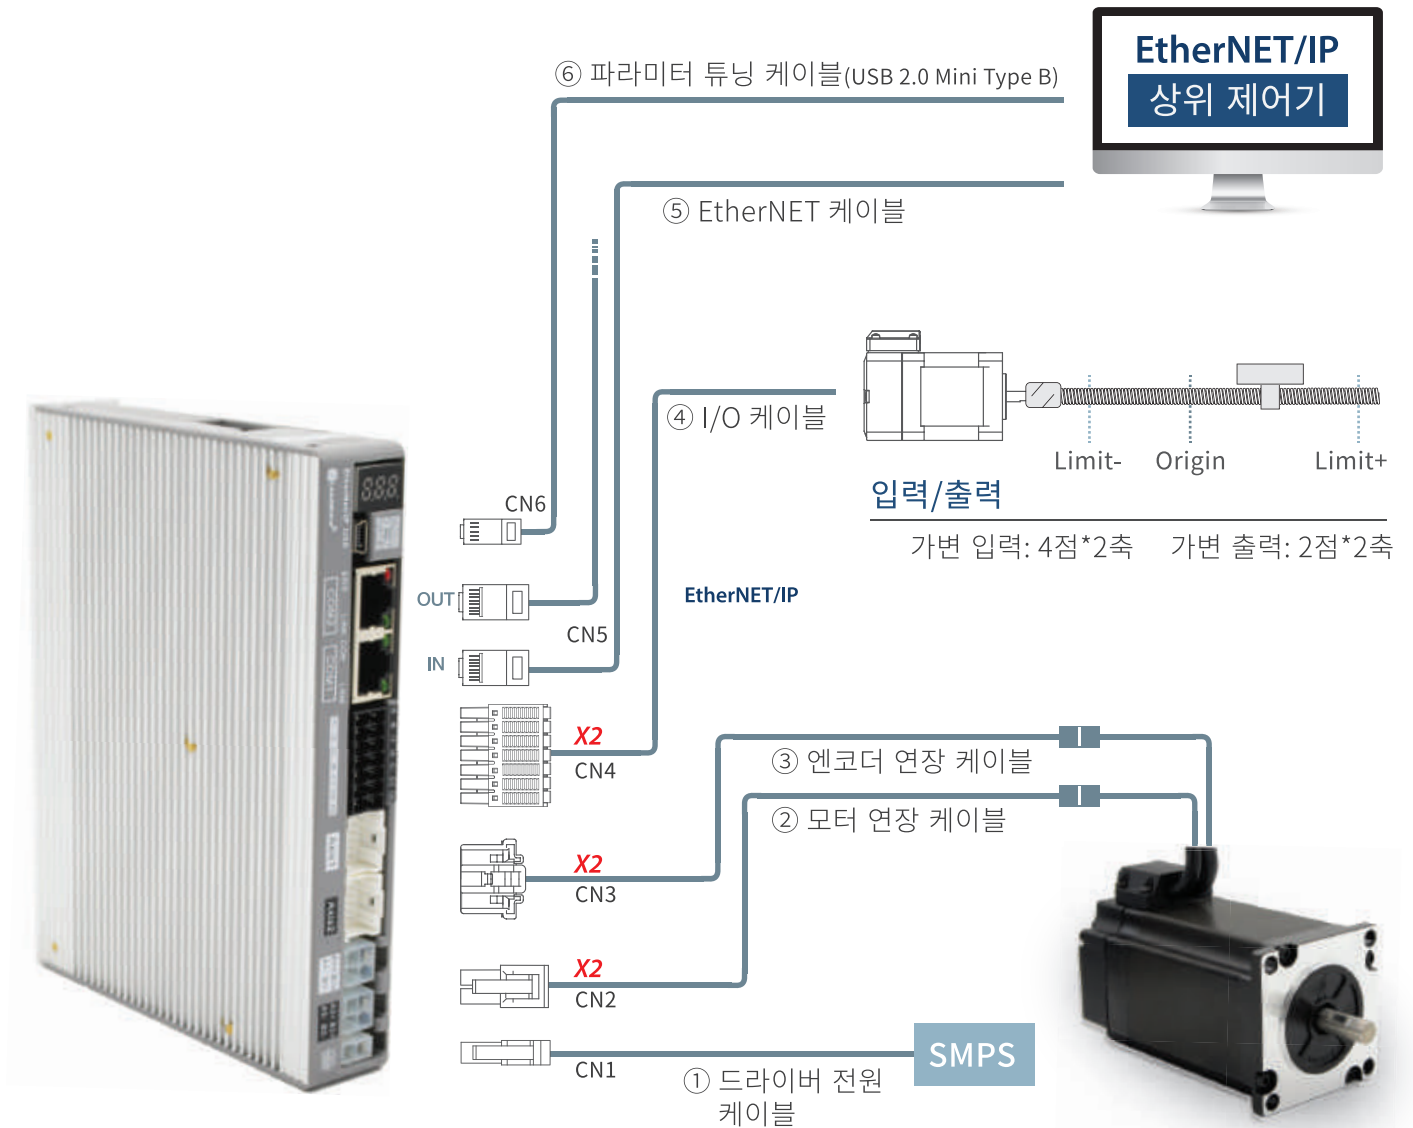 EtherNET/IP
상위 제어기
⑥ 파라미터 튜닝 케이블(USB 2.0 Mini Type B)
⑤ EtherNET 케이블
④ I/O 케이블
Limit-
Origin
Limit+
입력/출력
가변 입력: 4점*2축
가변 출력: 2점*2축
CN6
OUT
EtherNET/IP
CN5
IN
X2
CN4
③ 엔코더 연장 케이블
② 모터 연장 케이블
X2
CN3
X2
CN2
CN1
① 드라이버 전원
케이블
SMPS